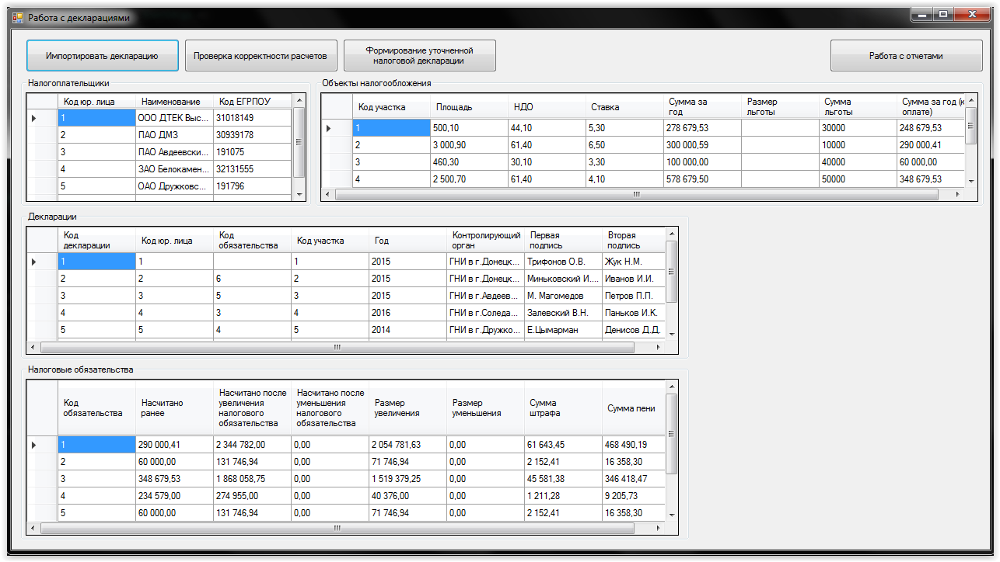 Работа с декларациями
Импортировать декларацию
Проверка корректности расчетов
Формирование уточненной
налоговой декларации
Работа с отчетами
Налогоплательщики
Код юр. лица Наименование Код ЕГРПОУ
1 ООО ДТЕК Выс... 31018149
2 ПАО ДМЗ 30939178
3 ПАО Авдеевски... 191075
4 ЗАО Белокамен... 32131555
5 ОАО Дружковс... 191796
Объекты налогообложения
Код участка Площадь НДО Ставка Сумма за Размер Сумма Сумма за год (к
год льготы льготы оплате)
1 500,10 44,10 5,30 278 679,53 30000 248 679,53
2 3 000,90 61,40 6,50 300 000,59 10000 290 000,41
3 460,30 30,10 3,30 100 000,00 40000 60 000,00
4 2 500,70 61,40 4,10 578 679,50 50000 348 679,53
Декларации
Код Код юр. лица Код Код участка Год Контролирующий Первая Вторая
декларации обязательства орган подпись подпись
1 1 1 2015 ГНИ в г.Донецк... Трифонов О.В. Жук Н.М.
2 2 6 2 2015 ГНИ в г.Донецк... Миньковский И.... Иванов И.И.
3 3 5 3 2015 ГНИ в г.Авдеев... М. Магомедов Петров П.П.
4 4 3 4 2016 ГНИ в г.Соледа... Залевский В.Н. Паньков И.К.
5 5 4 5 2014 ГНИ в г.Дружко... Е.Цымарман Денисов Д.Д.
Налоговые обязательства
Насчитано после Насчитано после
Код Насчитано увеличения уменьшения Размер Размер Сумма Сумма пени
обязательства ранее налогового налогового увеличения уменьшения штрафа
обязательства обязательства
1 290 000,41 2 344 782,00 0,00 2 054 781,63 0,00 61 643,45 468 490,19
2 60 000,00 131 746,94 0,00 71 746,94 0,00 2 152,41 16 358,30
3 348 679,53 1 868 058,75 0,00 1 519 379,25 0,00 45 581,38 346 418,47
4 234 579,00 274 955,00 0,00 40 376,00 0,00 1 211,28 9 205,73
5 60 000,00 131 746,94 0,00 71 746,94 0,00 2 152,41 16 358,30